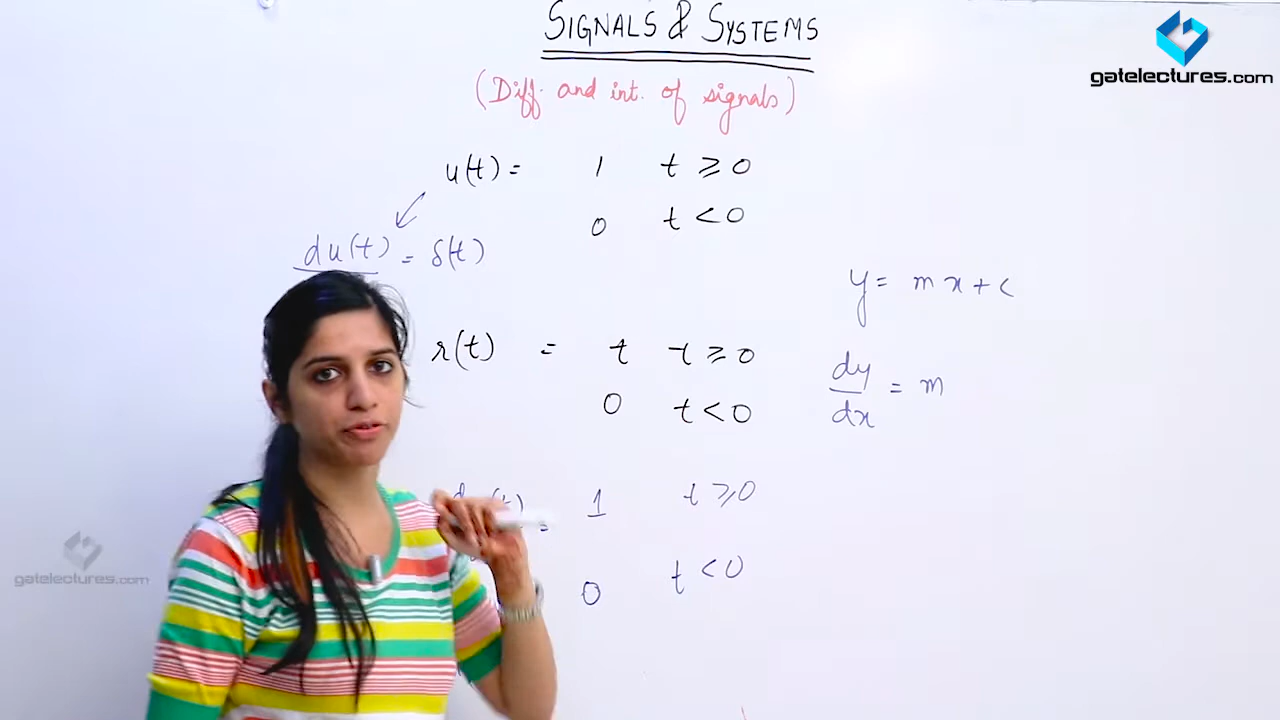 SIGNALS & SYSTEMS
gatelectures.com
(Diff. and int. of signals)
u(t) = 1 t ≥ 0
0 t < 0
du(t) = δ(t)
y = mx + c
r(t) = t t ≥ 0
0 t < 0
dy
dx = m
1 t ≥ 0
0 t < 0
gatelectures.com